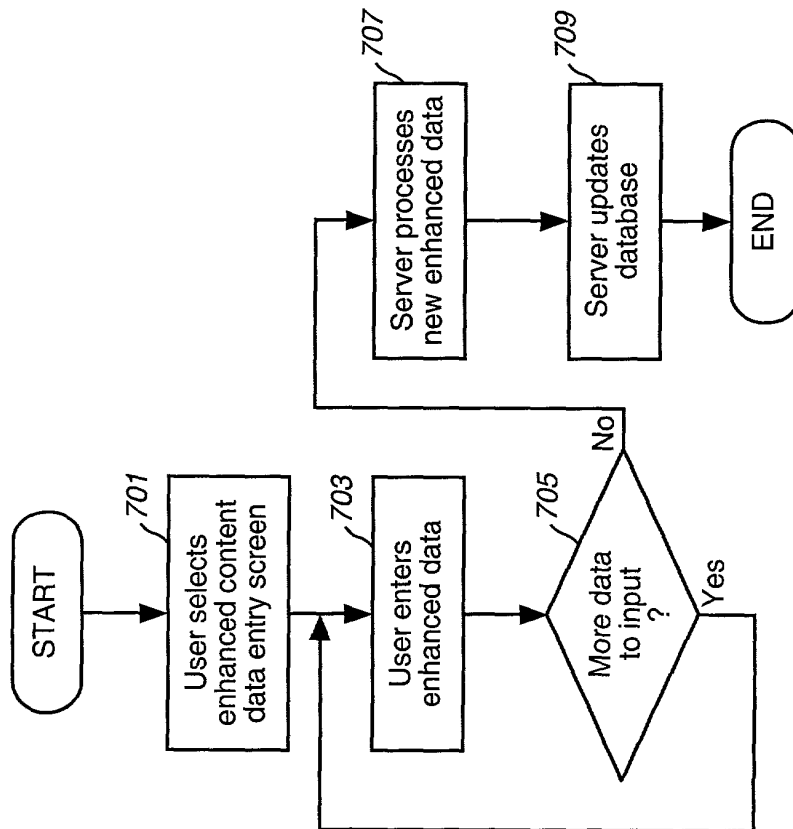 START
701
User selects
enhanced content
data entry screen
703
User enters
enhanced data
705
More data
to input
?
Yes
No
707
Server processes
new enhanced data
709
Server updates
database
END